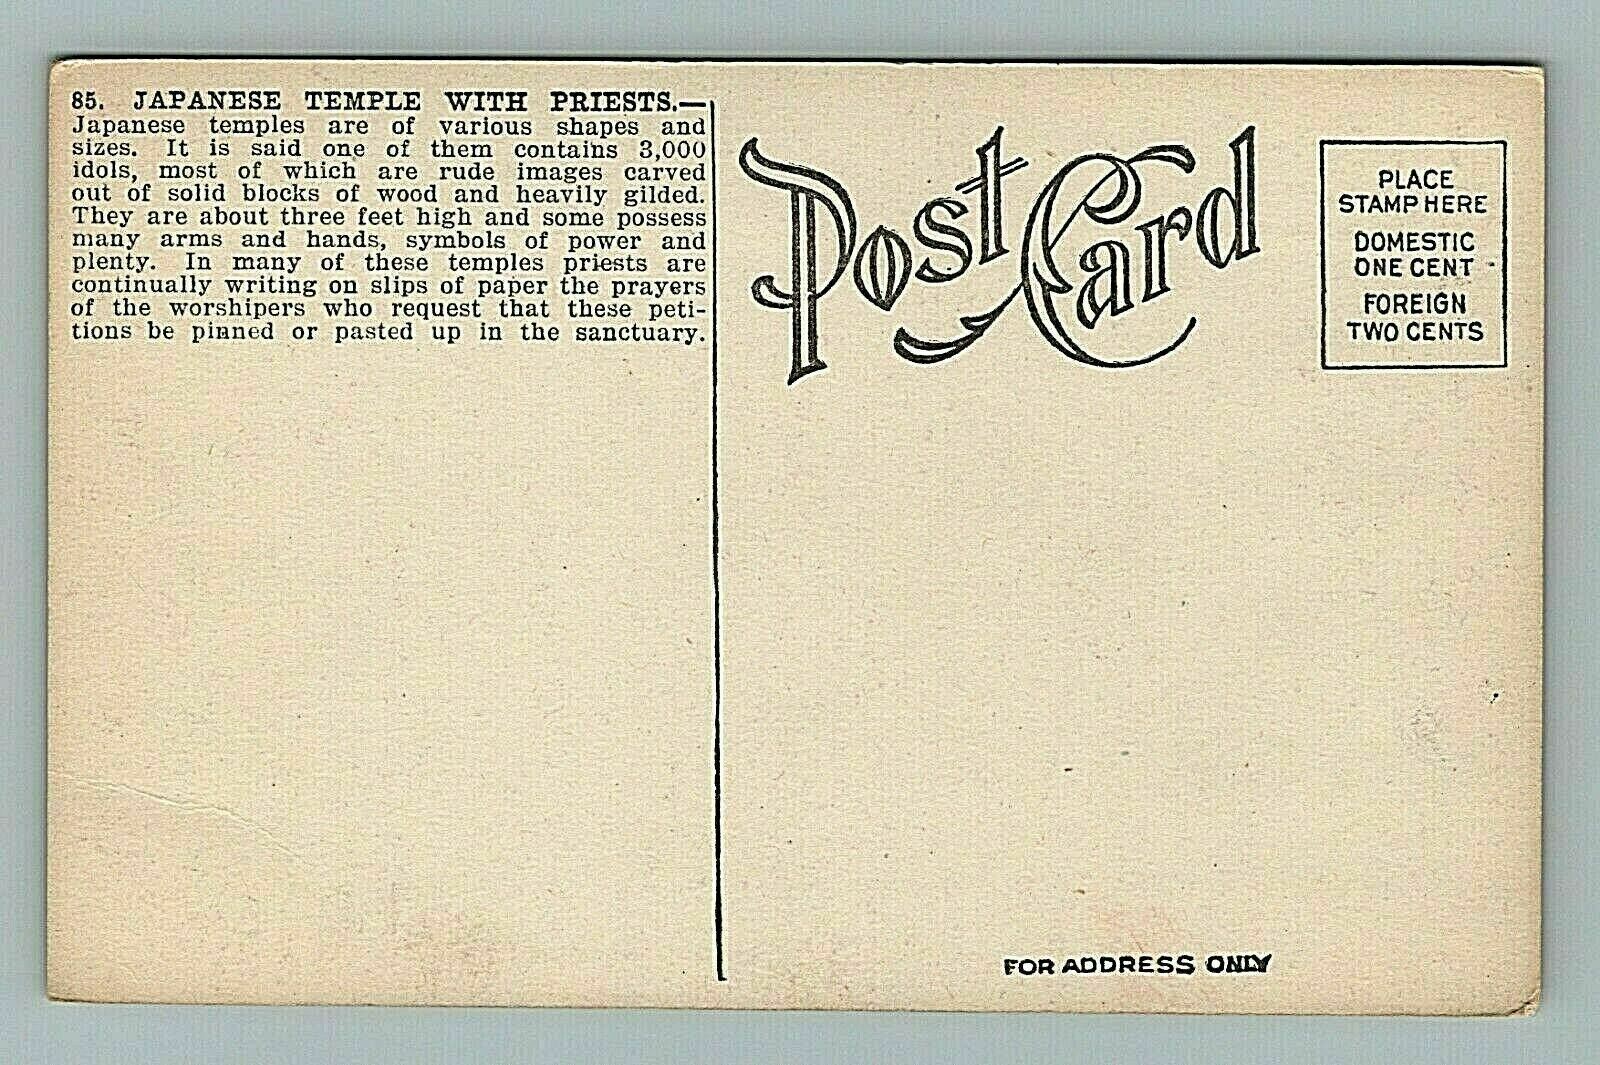 85. JAPANESE TEMPLE WITH PRIESTS.—
Japanese temples are of various shapes and
sizes. It is said one of them contains 3,000
idols, most of which are rude images carved
out of solid blocks of wood and heavily gilded.
They are about three feet high and some possess
many arms and hands, symbols of power and
plenty. In many of these temples priests are
continually writing on slips of paper the prayers
of the worshipers who request that these peti-
tions be pinned or pasted up in the sanctuary.
Post Card
PLACE
STAMP HERE
DOMESTIC
ONE CENT
FOREIGN
TWO CENTS
FOR ADDRESS ONLY